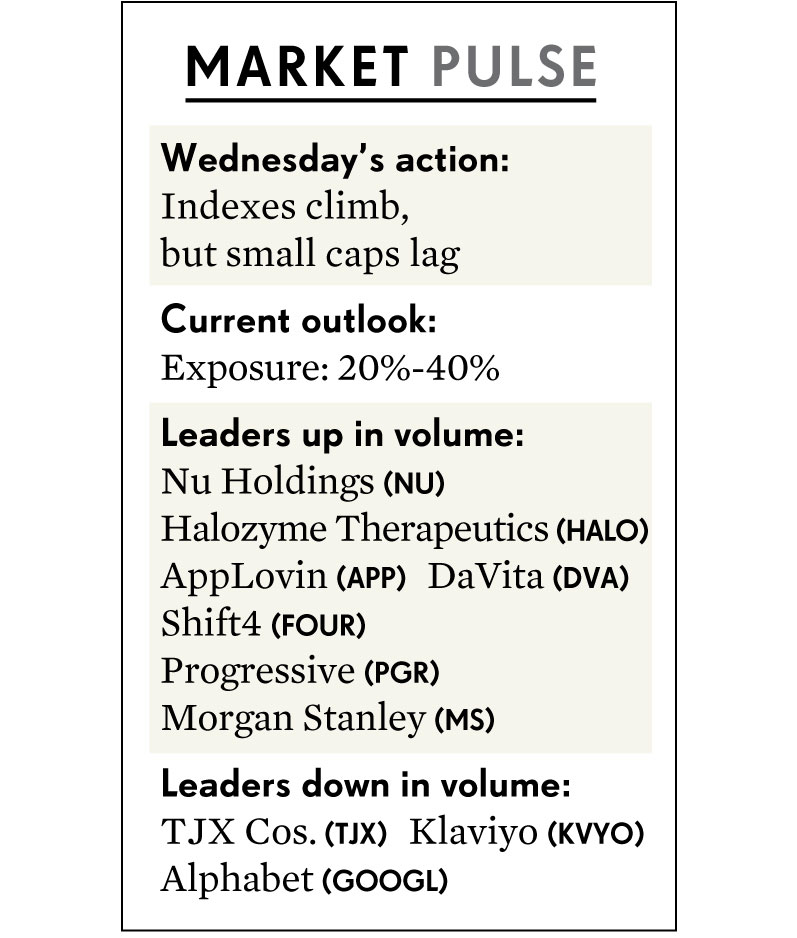 MARKET PULSE
Wednesday’s action:
Indexes climb,
but small caps lag
Current outlook:
Exposure: 20%-40%
Leaders up in volume:
Nu Holdings (NU)
Halozyme Therapeutics (HALO)
AppLovin (APP) DaVita (DVA)
Shift4 (FOUR)
Progressive (PGR)
Morgan Stanley (MS)
Leaders down in volume:
TJX Cos. (TJX) Klaviyo (KVYO)
Alphabet (GOOGL)